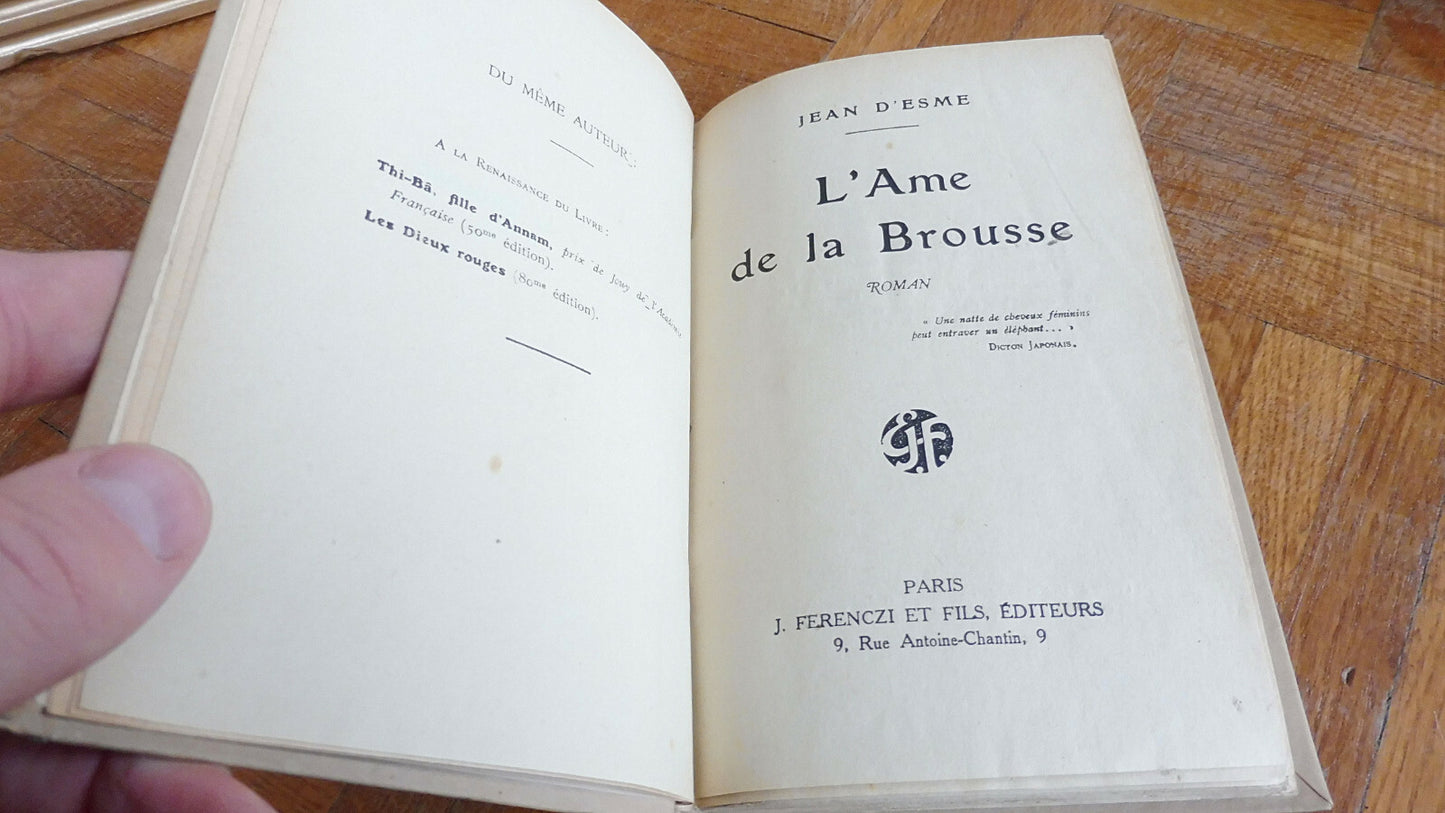 DU MÊME AUTEUR :
A LA RENAISSANCE DU LIVRE :
Thi-Bâ, fille d'Annam, prix de Jouy de l'Académie
Française (50me édition).
Les Dieux rouges (80me édition).
JEAN D'ESME
L'Ame
de la Brousse
ROMAN
« Une natte de cheveux féminins
peut entraver un éléphant... »
DICTON JAPONAIS.
J.F.
PARIS
J. FERENCZI ET FILS, ÉDITEURS
9, Rue Antoine-Chantin, 9